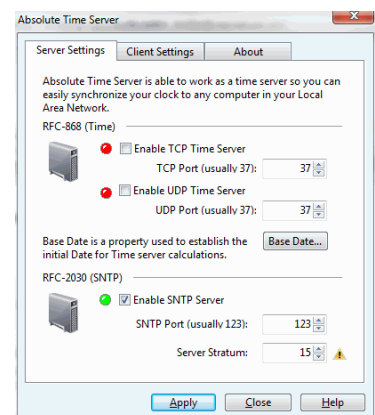 Absolute Time Server
Server Settings
Client Settings
About
Absolute Time Server is able to work as a time server so you can
easily synchronize your clock to any computer in your Local
Area Network.
RFC-868 (Time)
Enable TCP Time Server
TCP Port (usually 37): 37
Enable UDP Time Server
UDP Port (usually 37): 37
Base Date is a property used to establish the
initial Date for Time server calculations.
Base Date...
RFC-2030 (SNTP)
Enable SNTP Server
SNTP Port (usually 123): 123
Server Stratum: 15
Apply
Close
Help